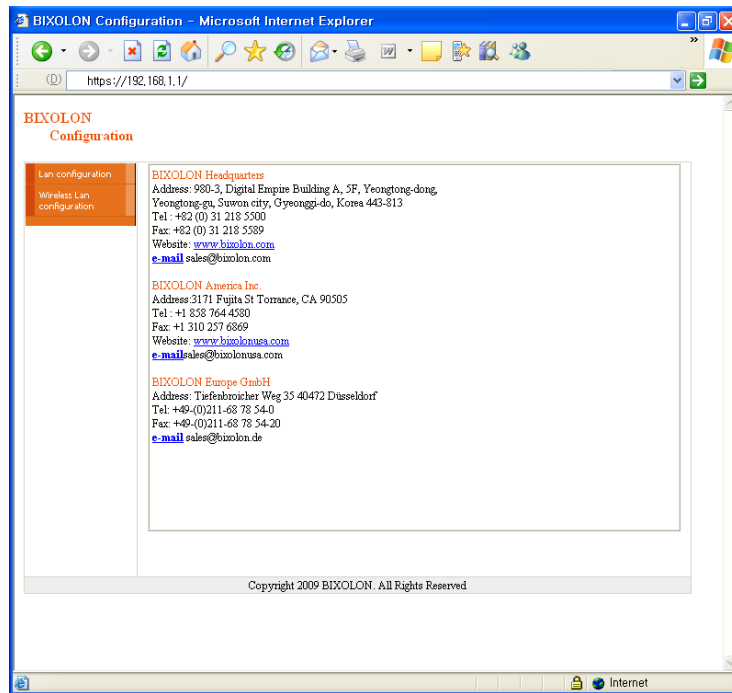 BIXOLON Configuration - Microsoft Internet Explorer
(D) https://192,168,1,1/
BIXOLON
Configuration
Lan configuration
Wireless Lan
configuration
BIXOLON Headquarters
Address: 980-3, Digital Empire Building A, 5F, Yeongtong-dong,
Yeongtong-gu, Suwon city, Gyeonggi-do, Korea 443-813
Tel : +82 (0) 31 218 5500
Fax: +82 (0) 31 218 5589
Website: www.bixolon.com
e-mail sales@bixolon.com
BIXOLON America Inc.
Address:3171 Fujita St Torrance, CA 90505
Tel : +1 858 764 4580
Fax: +1 310 257 6869
Website: www.bixolonusa.com
e-mailsales@bixolonusa.com
BIXOLON Europe GmbH
Address: Tiefenbroicher Weg 35 40472 Düsseldorf
Tel: +49-(0)211-68 78 54-0
Fax: +49-(0)211-68 78 54-20
e-mail sales@bixolon.de
Copyright 2009 BIXOLON. All Rights Reserved
Internet